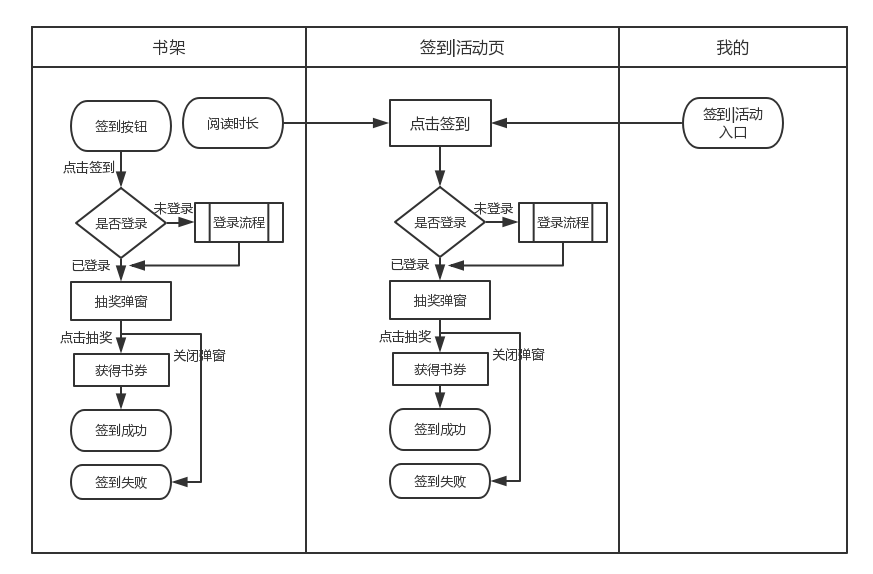 书架
签到|活动页
我的
签到按钮
阅读时长
点击签到
是否登录
未登录
登录流程
已登录
抽奖弹窗
点击抽奖
关闭弹窗
获得书券
签到成功
签到失败
点击签到
是否登录
未登录
登录流程
已登录
抽奖弹窗
点击抽奖
关闭弹窗
获得书券
签到成功
签到失败
签到|活动
入口